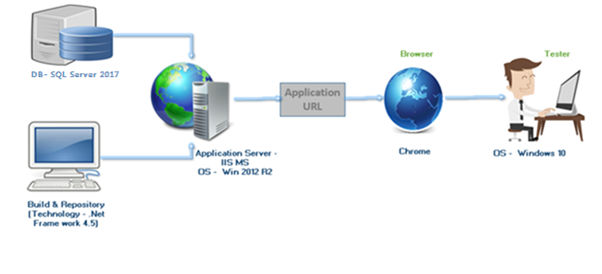 DB- SQL Server 2017
Build & Repository
(Technology - .Net
Frame work 4.5)
Application Server -
IIS MS
OS - Win 2012 R2
Application
URL
Browser
Chrome
Tester
OS - Windows 10